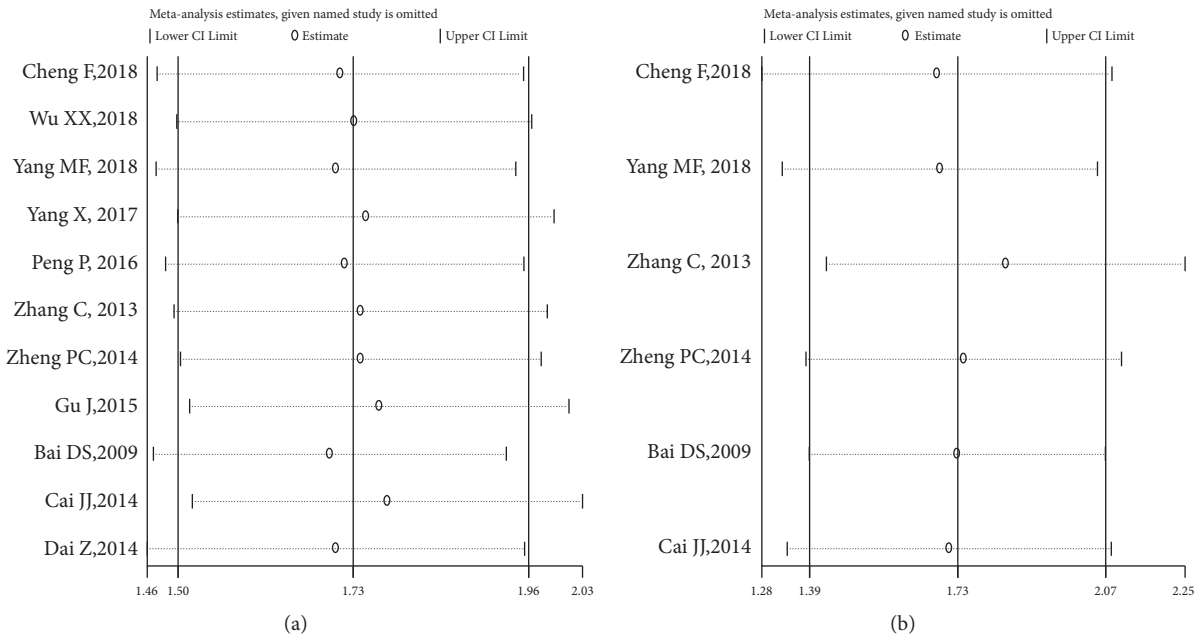 Meta-analysis estimates, given named study is omitted
Lower CI Limit Estimate Upper CI Limit
Cheng F,2018
Wu XX,2018
Yang MF, 2018
Yang X, 2017
Peng P, 2016
Zhang C, 2013
Zheng PC,2014
Gu J,2015
Bai DS,2009
Cai JJ,2014
Dai Z,2014
1.46 1.50 1.73 1.96 2.03
(a)
Meta-analysis estimates, given named study is omitted
Lower CI Limit Estimate Upper CI Limit
Cheng F,2018
Yang MF, 2018
Zhang C, 2013
Zheng PC,2014
Bai DS,2009
Cai JJ,2014
1.28 1.39 1.73 2.07 2.25
(b)